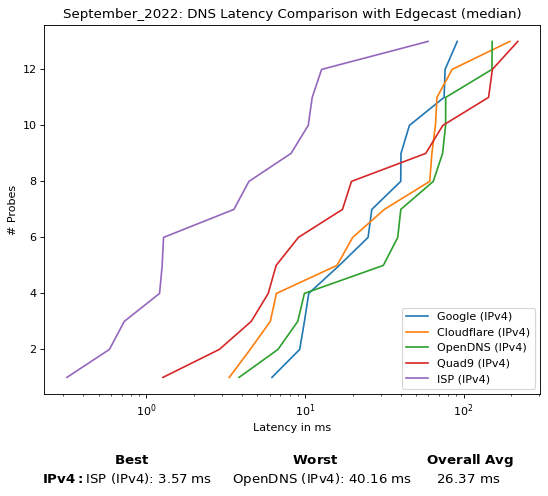 September_2022: DNS Latency Comparison with Edgecast (median)
# Probes
12
10
8
6
4
2
Google (IPv4)
Cloudflare (IPv4)
OpenDNS (IPv4)
Quad9 (IPv4)
ISP (IPv4)
10⁰ 10¹ 10²
Latency in ms
Best Worst Overall Avg
IPv4: ISP (IPv4): 3.57 ms OpenDNS (IPv4): 40.16 ms 26.37 ms